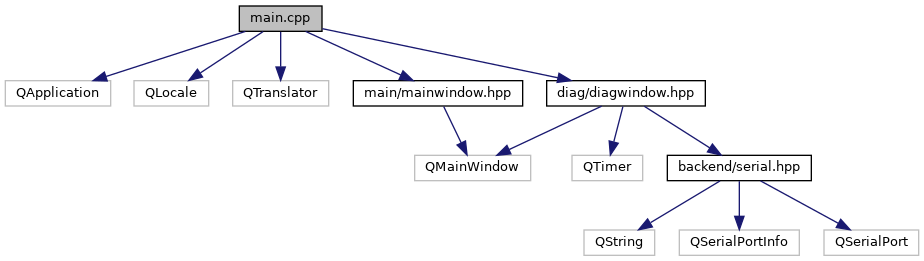 main.cpp
QApplication
QLocale
QTranslator
main/mainwindow.hpp
diag/diagwindow.hpp
QMainWindow
QTimer
backend/serial.hpp
QString
QSerialPortInfo
QSerialPort